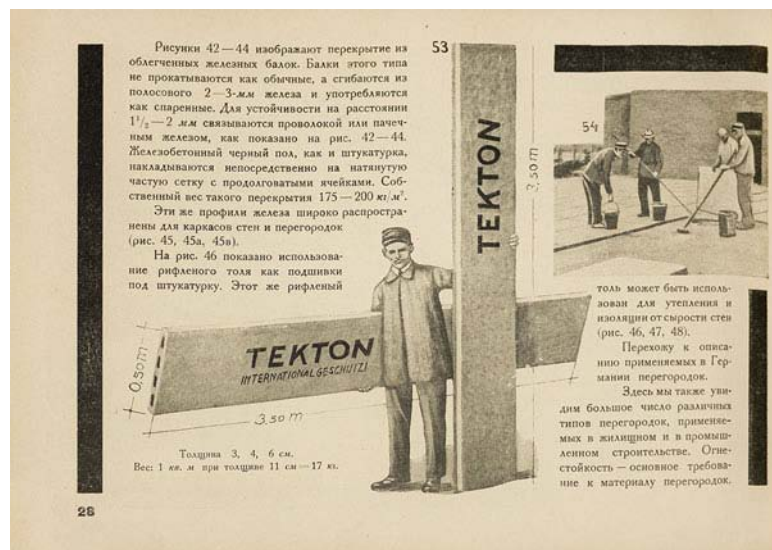 Рисунки 42—44 изображают перекрытие из
облегченных железных балок. Балки этого типа
не прокатываются как обычные, а сгибаются из
полосового 2—3-мм железа и употребляются
как спаренные. Для устойчивости на расстоянии
1½—2 мм связываются проволокой или пачеч-
ным железом, как показано на рис. 42—44.
Железобетонный черный пол, как и штукатурка,
накладываются непосредственно на натянутую
частую сетку с продолговатыми ячейками. Соб-
ственный вес такого перекрытия 175—200 кг/м².
Эти же профили железа широко распростра-
нены для каркасов стен и перегородок
(рис. 45, 45а, 45в).
На рис. 46 показано использова-
ние рифленого толя как подшивки
под штукатурку. Этот же рифленый
53
TEKTON
3,50 m
54
TEKTON
INTERNATIONAL GESCHÜTZT
0,50 m
3,50 m
Толщина 3, 4, 6 см.
Вес: 1 кв. м при толщине 11 см—17 кг.
толь может быть исполь-
зован для утепления и
изоляции от сырости стен
(рис. 46, 47, 48).
Перехожу к описа-
нию применяемых в Гер-
мании перегородок.
Здесь мы также уви-
дим большое число различных
типов перегородок, применяе-
мых в жилищном и в промыш-
ленном строительстве. Огне-
стойкость — основное требова-
ние к материалу перегородок.
28